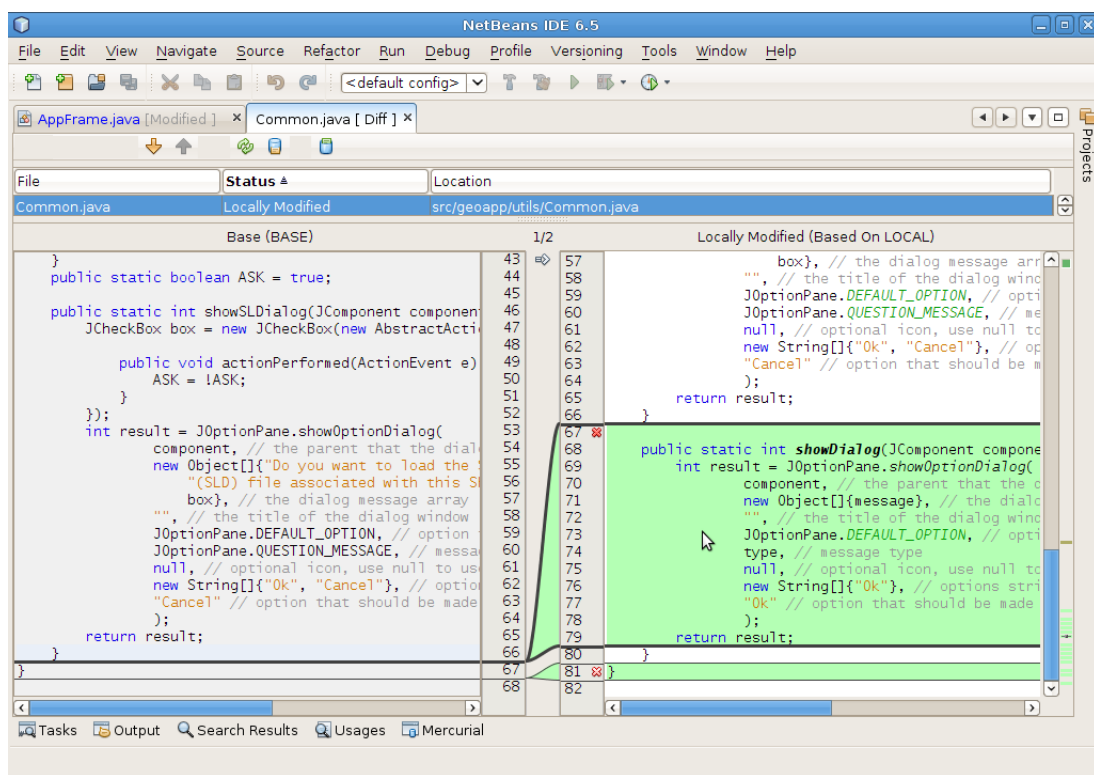 NetBeans IDE 6.5
File Edit View Navigate Source Refactor Run Debug Profile Versioning Tools Window Help
<default config>
AppFrame.java [Modified ] × Common.java [ Diff ] ×
Projects
File Status Location
Common.java Locally Modified src/geoapp/utils/Common.java
Base (BASE) 1/2 Locally Modified (Based On LOCAL)
} 43
public static boolean ASK = true; 44
45
public static int showSLDialog(JComponent component 46
JCheckBox box = new JCheckBox(new AbstractActi 47
48
public void actionPerformed(ActionEvent e) 49
ASK = !ASK; 50
} 51
}); 52
int result = JOptionPane.showOptionDialog( 53
component, // the parent that the dial 54
new Object[]{"Do you want to load the S 55
"(SLD) file associated with this S 56
box}, // the dialog message array 57
"", // the title of the dialog window 58
JOptionPane.DEFAULT_OPTION, // option 59
JOptionPane.QUESTION_MESSAGE, // messa 60
null, // optional icon, use null to us 61
new String[]{"Ok", "Cancel"}, // optio 62
"Cancel" // option that should be made 63
); 64
return result; 65
} 66
} 67
68
57 box}, // the dialog message arr
58 "", // the title of the dialog wind
59 JOptionPane.DEFAULT_OPTION, // opti
60 JOptionPane.QUESTION_MESSAGE, // me
61 null, // optional icon, use null to
62 new String[]{"Ok", "Cancel"}, // op
63 "Cancel" // option that should be m
64 );
65 return result;
66 }
67
68 public static int showDialog(JComponent compone
69 int result = JOptionPane.showOptionDialog(
70 component, // the parent that the d
71 new Object[]{message}, // the dialo
72 "", // the title of the dialog wind
73 JOptionPane.DEFAULT_OPTION, // opti
74 type, // message type
75 null, // optional icon, use null to
76 new String[]{"Ok"}, // options stri
77 "Ok" // option that should be made
78 );
79 return result;
80 }
81 }
82
Tasks Output Search Results Usages Mercurial